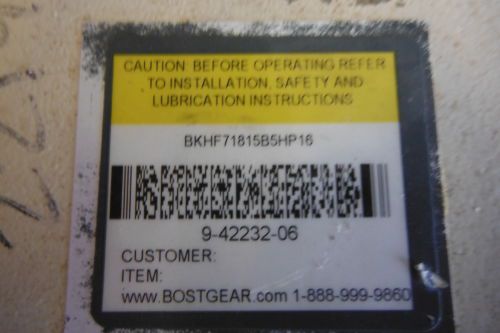 CAUTION: BEFORE OPERATING REFER
TO INSTALLATION, SAFETY AND
LUBRICATION INSTRUCTIONS
BKHF71815B5HP16
9-42232-06
CUSTOMER:
ITEM:
www.BOSTGEAR.com 1-888-999-9860